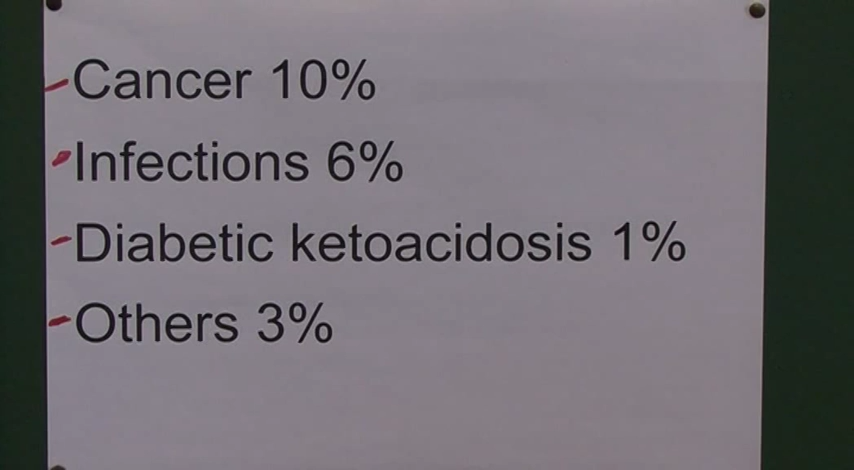 - Cancer 10%
- Infections 6%
- Diabetic ketoacidosis 1%
- Others 3%